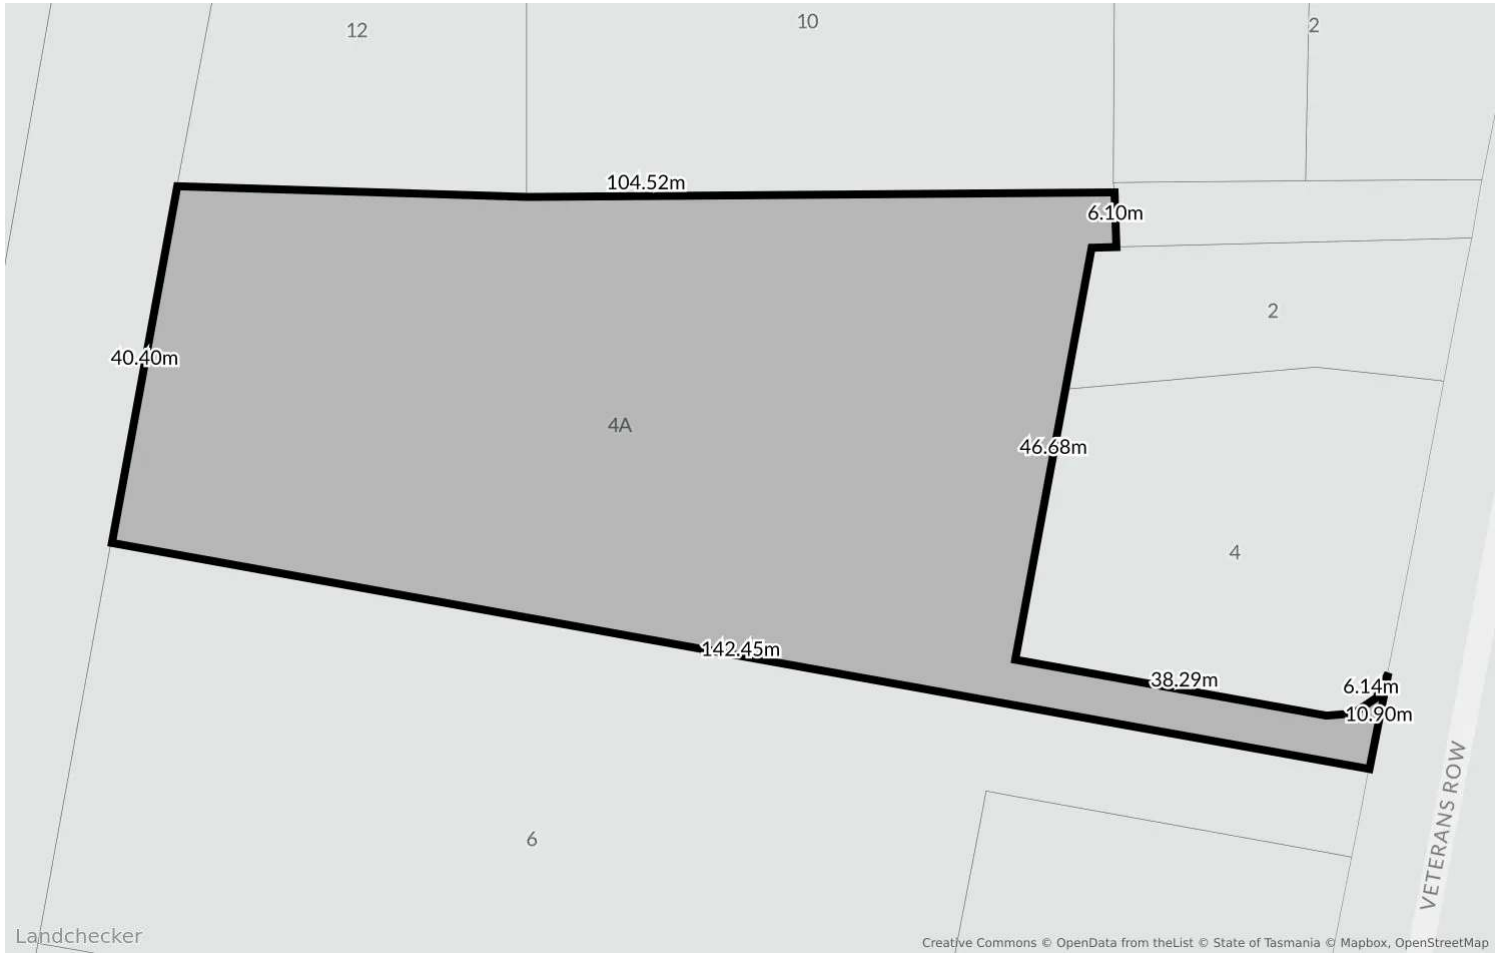 12
10
2
104.52m
6.10m
2
40.40m
4A
46.68m
4
142.45m
38.29m
6.14m
10.90m
VETERANS ROW
6
Landchecker
Creative Commons © OpenData from theList © State of Tasmania © Mapbox, OpenStreetMap